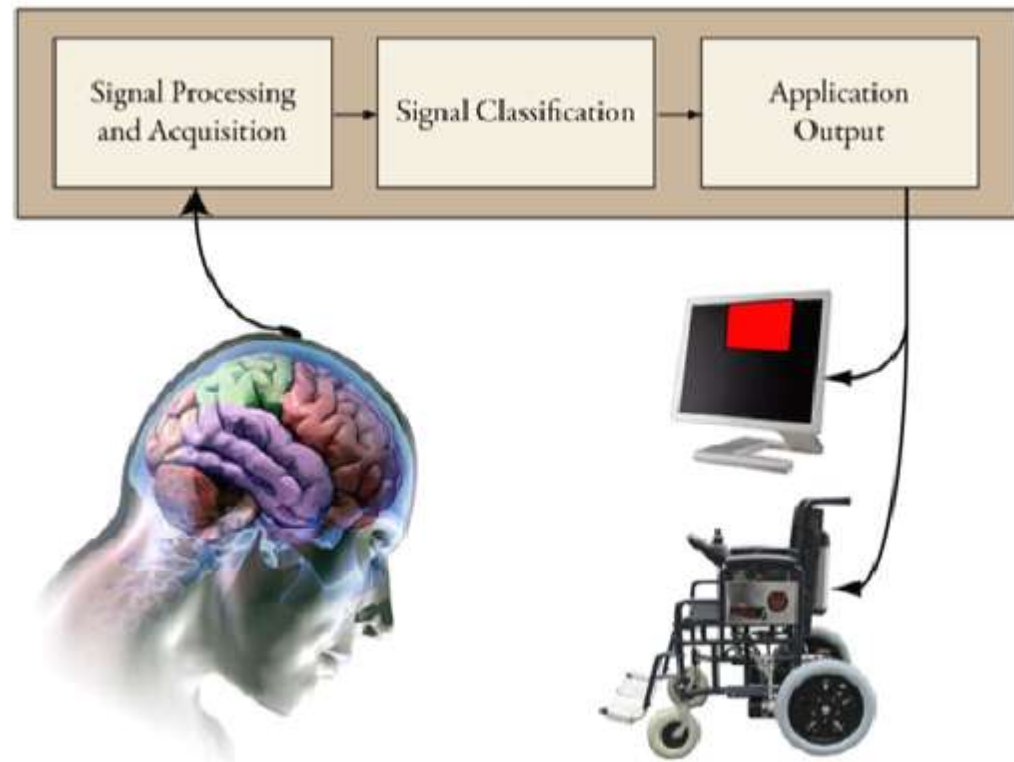 Signal Processing
and Acquisition
Signal Classification
Application
Output